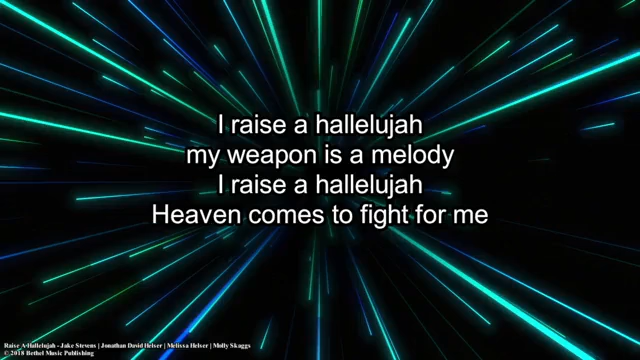 I raise a hallelujah
my weapon is a melody
I raise a hallelujah
Heaven comes to fight for me
Raise A Hallelujah - Jake Stevens | Jonathan David Helser | Melissa Helser | Molly Skaggs
© 2018 Bethel Music Publishing